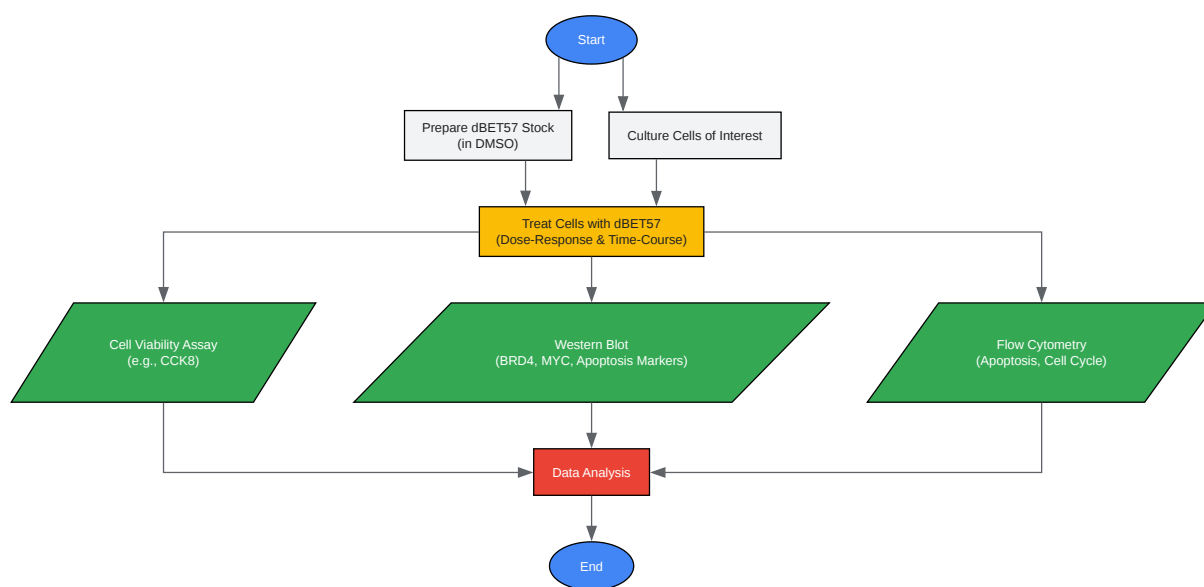 Start
Prepare dBET57 Stock
(in DMSO)
Culture Cells of Interest
Treat Cells with dBET57
(Dose-Response & Time-Course)
Cell Viability Assay
(e.g., CCK8)
Western Blot
(BRD4, MYC, Apoptosis Markers)
Flow Cytometry
(Apoptosis, Cell Cycle)
Data Analysis
End